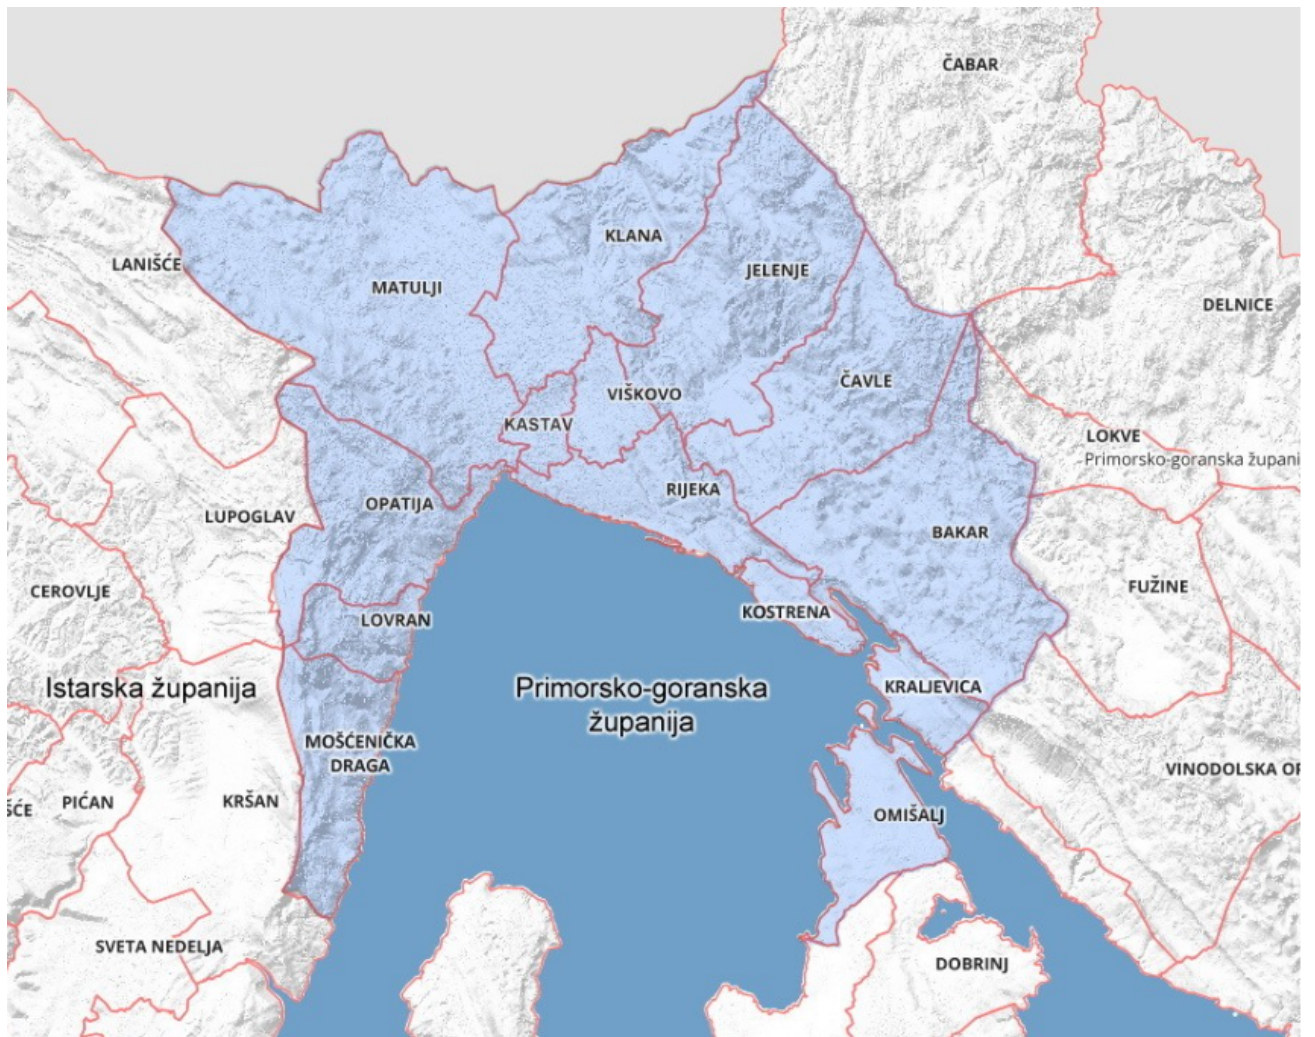 ČABAR
KLANA
LANIŠĆE
JELENJE
MATULJI
DELNICE
ČAVLE
VIŠKOVO
KASTAV
LOKVE
Primorsko-goranska župani
RIJEKA
OPATIJA
LUPOGLAV
BAKAR
FUŽINE
CEROVLJE
KOSTRENA
LOVRAN
Istarska županija
Primorsko-goranska
županija
KRALJEVICA
MOŠĆENIČKA
DRAGA
VINODOLSKA OP
KRŠAN
PIĆAN
ŠĆE
OMIŠALJ
SVETA NEDELJA
DOBRINJ